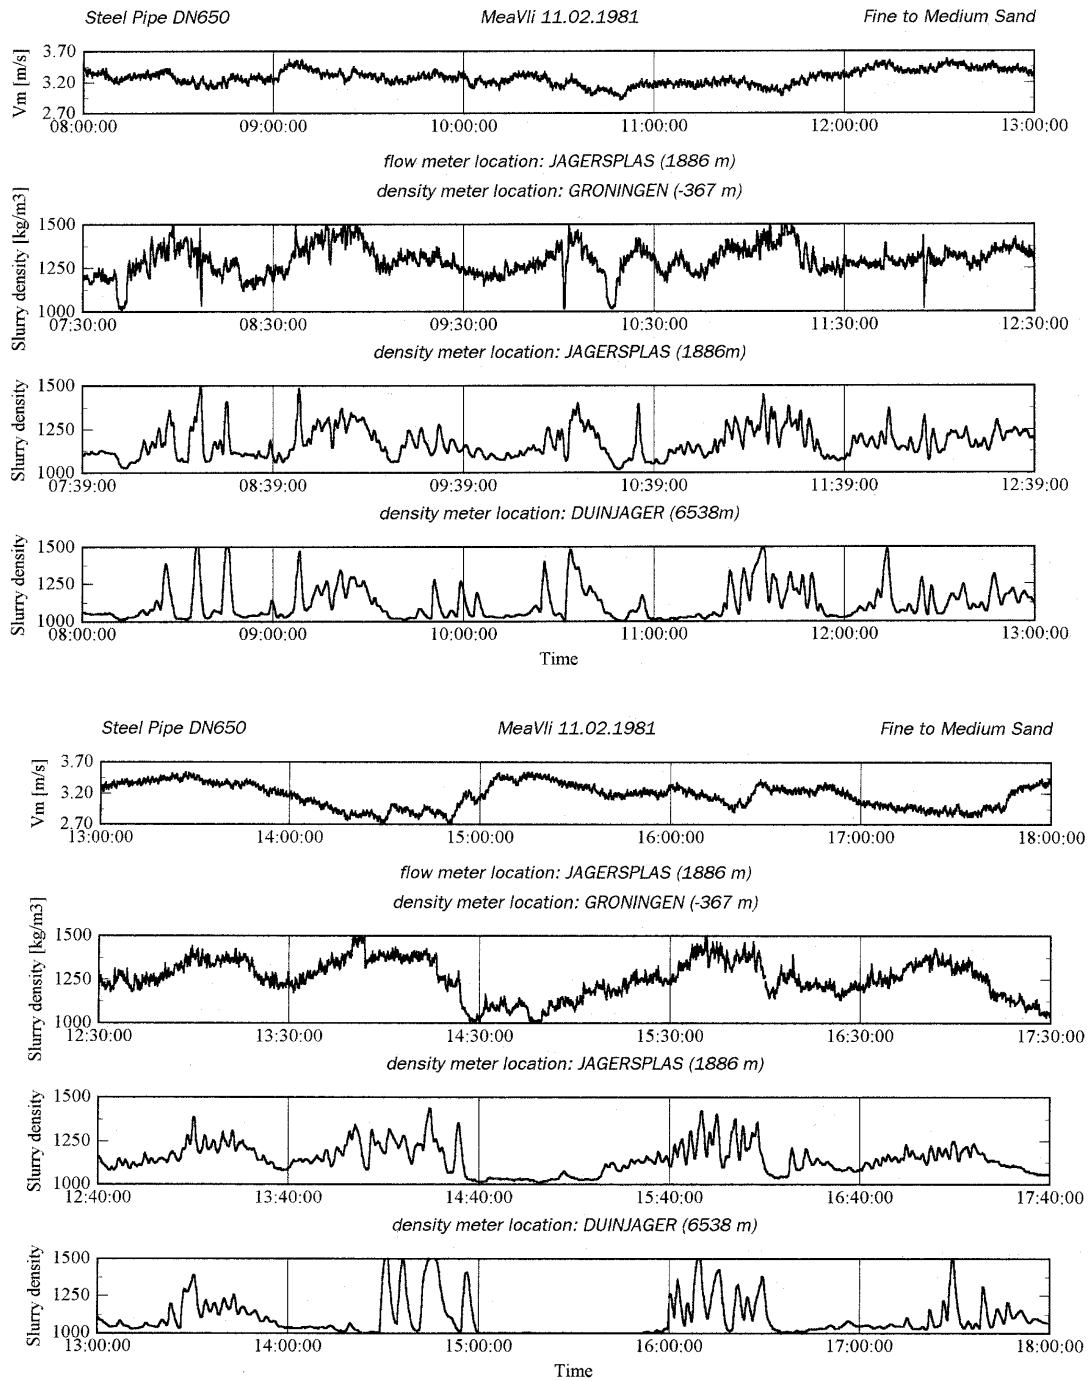 Steel Pipe DN650 MeaVli 11.02.1981 Fine to Medium Sand
Vm [m/s]
3.70
3.20
2.70
08:00:00 09:00:00 10:00:00 11:00:00 12:00:00 13:00:00
flow meter location: JAGERSPLAS (1886 m)
density meter location: GRONINGEN (-367 m)
Slurry density [kg/m3]
1500
1250
1000
07:30:00 08:30:00 09:30:00 10:30:00 11:30:00 12:30:00
density meter location: JAGERSPLAS (1886m)
Slurry density
1500
1250
1000
07:39:00 08:39:00 09:39:00 10:39:00 11:39:00 12:39:00
density meter location: DUINJAGER (6538m)
Slurry density
1500
1250
1000
08:00:00 09:00:00 10:00:00 11:00:00 12:00:00 13:00:00
Time
Steel Pipe DN650 MeaVli 11.02.1981 Fine to Medium Sand
Vm [m/s]
3.70
3.20
2.70
13:00:00 14:00:00 15:00:00 16:00:00 17:00:00 18:00:00
flow meter location: JAGERSPLAS (1886 m)
density meter location: GRONINGEN (-367 m)
Slurry density [kg/m3]
1500
1250
1000
12:30:00 13:30:00 14:30:00 15:30:00 16:30:00 17:30:00
density meter location: JAGERSPLAS (1886 m)
Slurry density
1500
1250
1000
12:40:00 13:40:00 14:40:00 15:40:00 16:40:00 17:40:00
density meter location: DUINJAGER (6538 m)
Slurry density
1500
1250
1000
13:00:00 14:00:00 15:00:00 16:00:00 17:00:00 18:00:00
Time